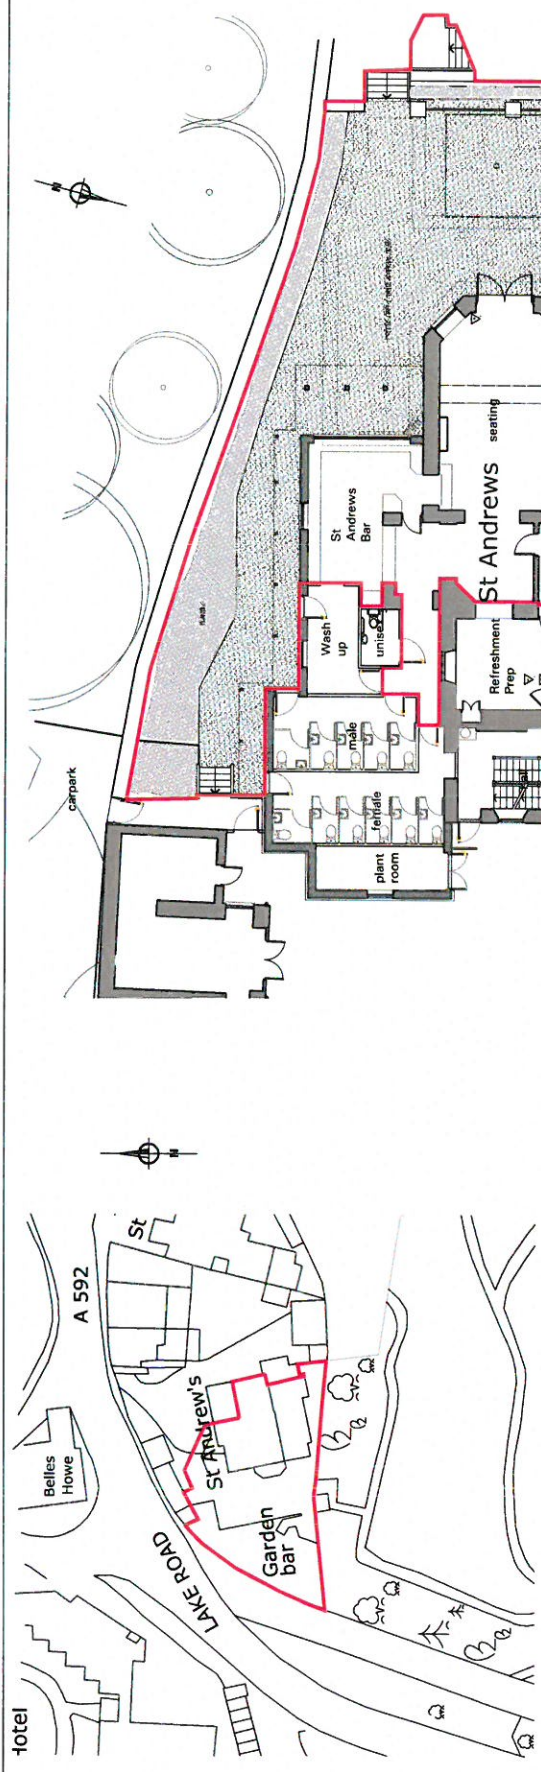 Hotel
Belles
Howe
A 592
St
LAKE ROAD
St Andrew's
Garden
bar
N
N
carpark
plant
room
female
male
Wash
up
unisex
St
Andrews
Bar
Refreshment
Prep
St Andrews
seating